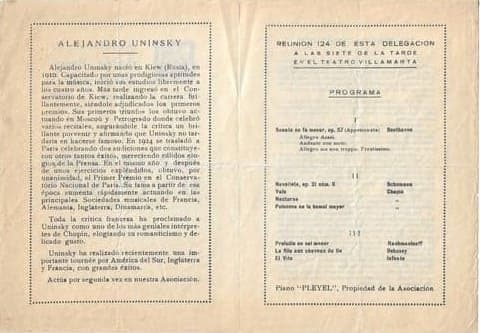 ALEJANDRO UNINSKY
Alejandro Uninsky nació en Kiew (Rusia), en
1910. Capacitado por unas prodigiosas aptitudes
para la música, inició sus estudios libremente a
los cuatro años. Más tarde ingresó en el Conser-
vatorio de Kiew, realizando la carrera bri-
llantemente, siéndole adjudicados los primeros
premios. Sus primeros triunfos los obtuvo ac-
tuando en Moscou y Petrogrado donde celebró
varios recitales, augurándole la crítica un bri-
llante porvenir y afirmando que Uninsky no tar-
daría en hacerse famoso. En 1924 se trasladó a
París celebrando dos audiciones que constituye-
ron otros tantos éxitos, mereciendo cálidos elo-
gios de la Prensa. En el mismo año y después
de unos ejercicios espléndidos, obtuvo, por
unanimidad, el Primer Premio en el Conserva-
torio Nacional de París. Su fama a partir de esa
época aumenta rápidamente actuando en las
principales Sociedades musicales de Francia,
Alemania, Inglaterra, Dinamarca, etc.
Toda la crítica francesa ha proclamado a
Uninsky como uno de los más geniales intérpre-
tes de Chopin, elogiando su romanticismo y de-
licado gusto.
Uninsky ha realizado recientemente una im-
portante tournée por América del Sur, Inglaterra
y Francia, con grandes éxitos.
Actúa por segunda vez en nuestra Asociación.
REUNION 124 DE ESTA DELEGACION
A LAS SIETE DE LA TARDE
EN EL TEATRO VILLAMARTA
PROGRAMA
I
Sonata en fa menor, op. 57 (Appassionata) Beethoven
Allegro Assai.
Andante con moto.
Allegro ma non troppo. Prestissimo.
II
Novelleta, op. 21 núm. 8 Schumann
Vals Chopin
Nocturno „
Polonesa en la bemol mayor „
III
Preludio en sol menor Rachmaninoff
La fille aux cheveux de lin Debussy
El Vito Infante
Piano "PLEYEL", Propiedad de la Asociación